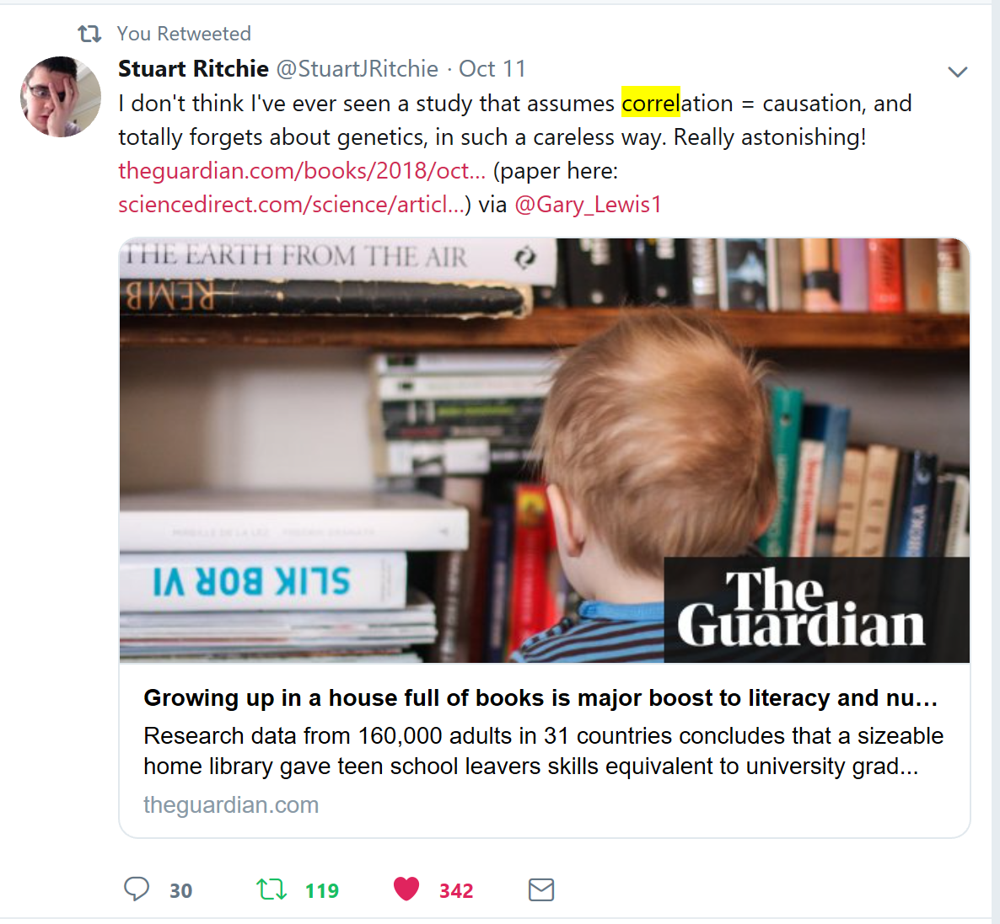 You Retweeted
Stuart Ritchie @StuartJRitchie · Oct 11
I don't think I've ever seen a study that assumes correlation = causation, and
totally forgets about genetics, in such a careless way. Really astonishing!
theguardian.com/books/2018/oct... (paper here:
sciencedirect.com/science/articl...) via @Gary_Lewis1
THE EARTH FROM THE AIR
REMB
SLIK BOR VI
The
Guardian
Growing up in a house full of books is major boost to literacy and nu...
Research data from 160,000 adults in 31 countries concludes that a sizeable
home library gave teen school leavers skills equivalent to university grad...
theguardian.com
30 119 342